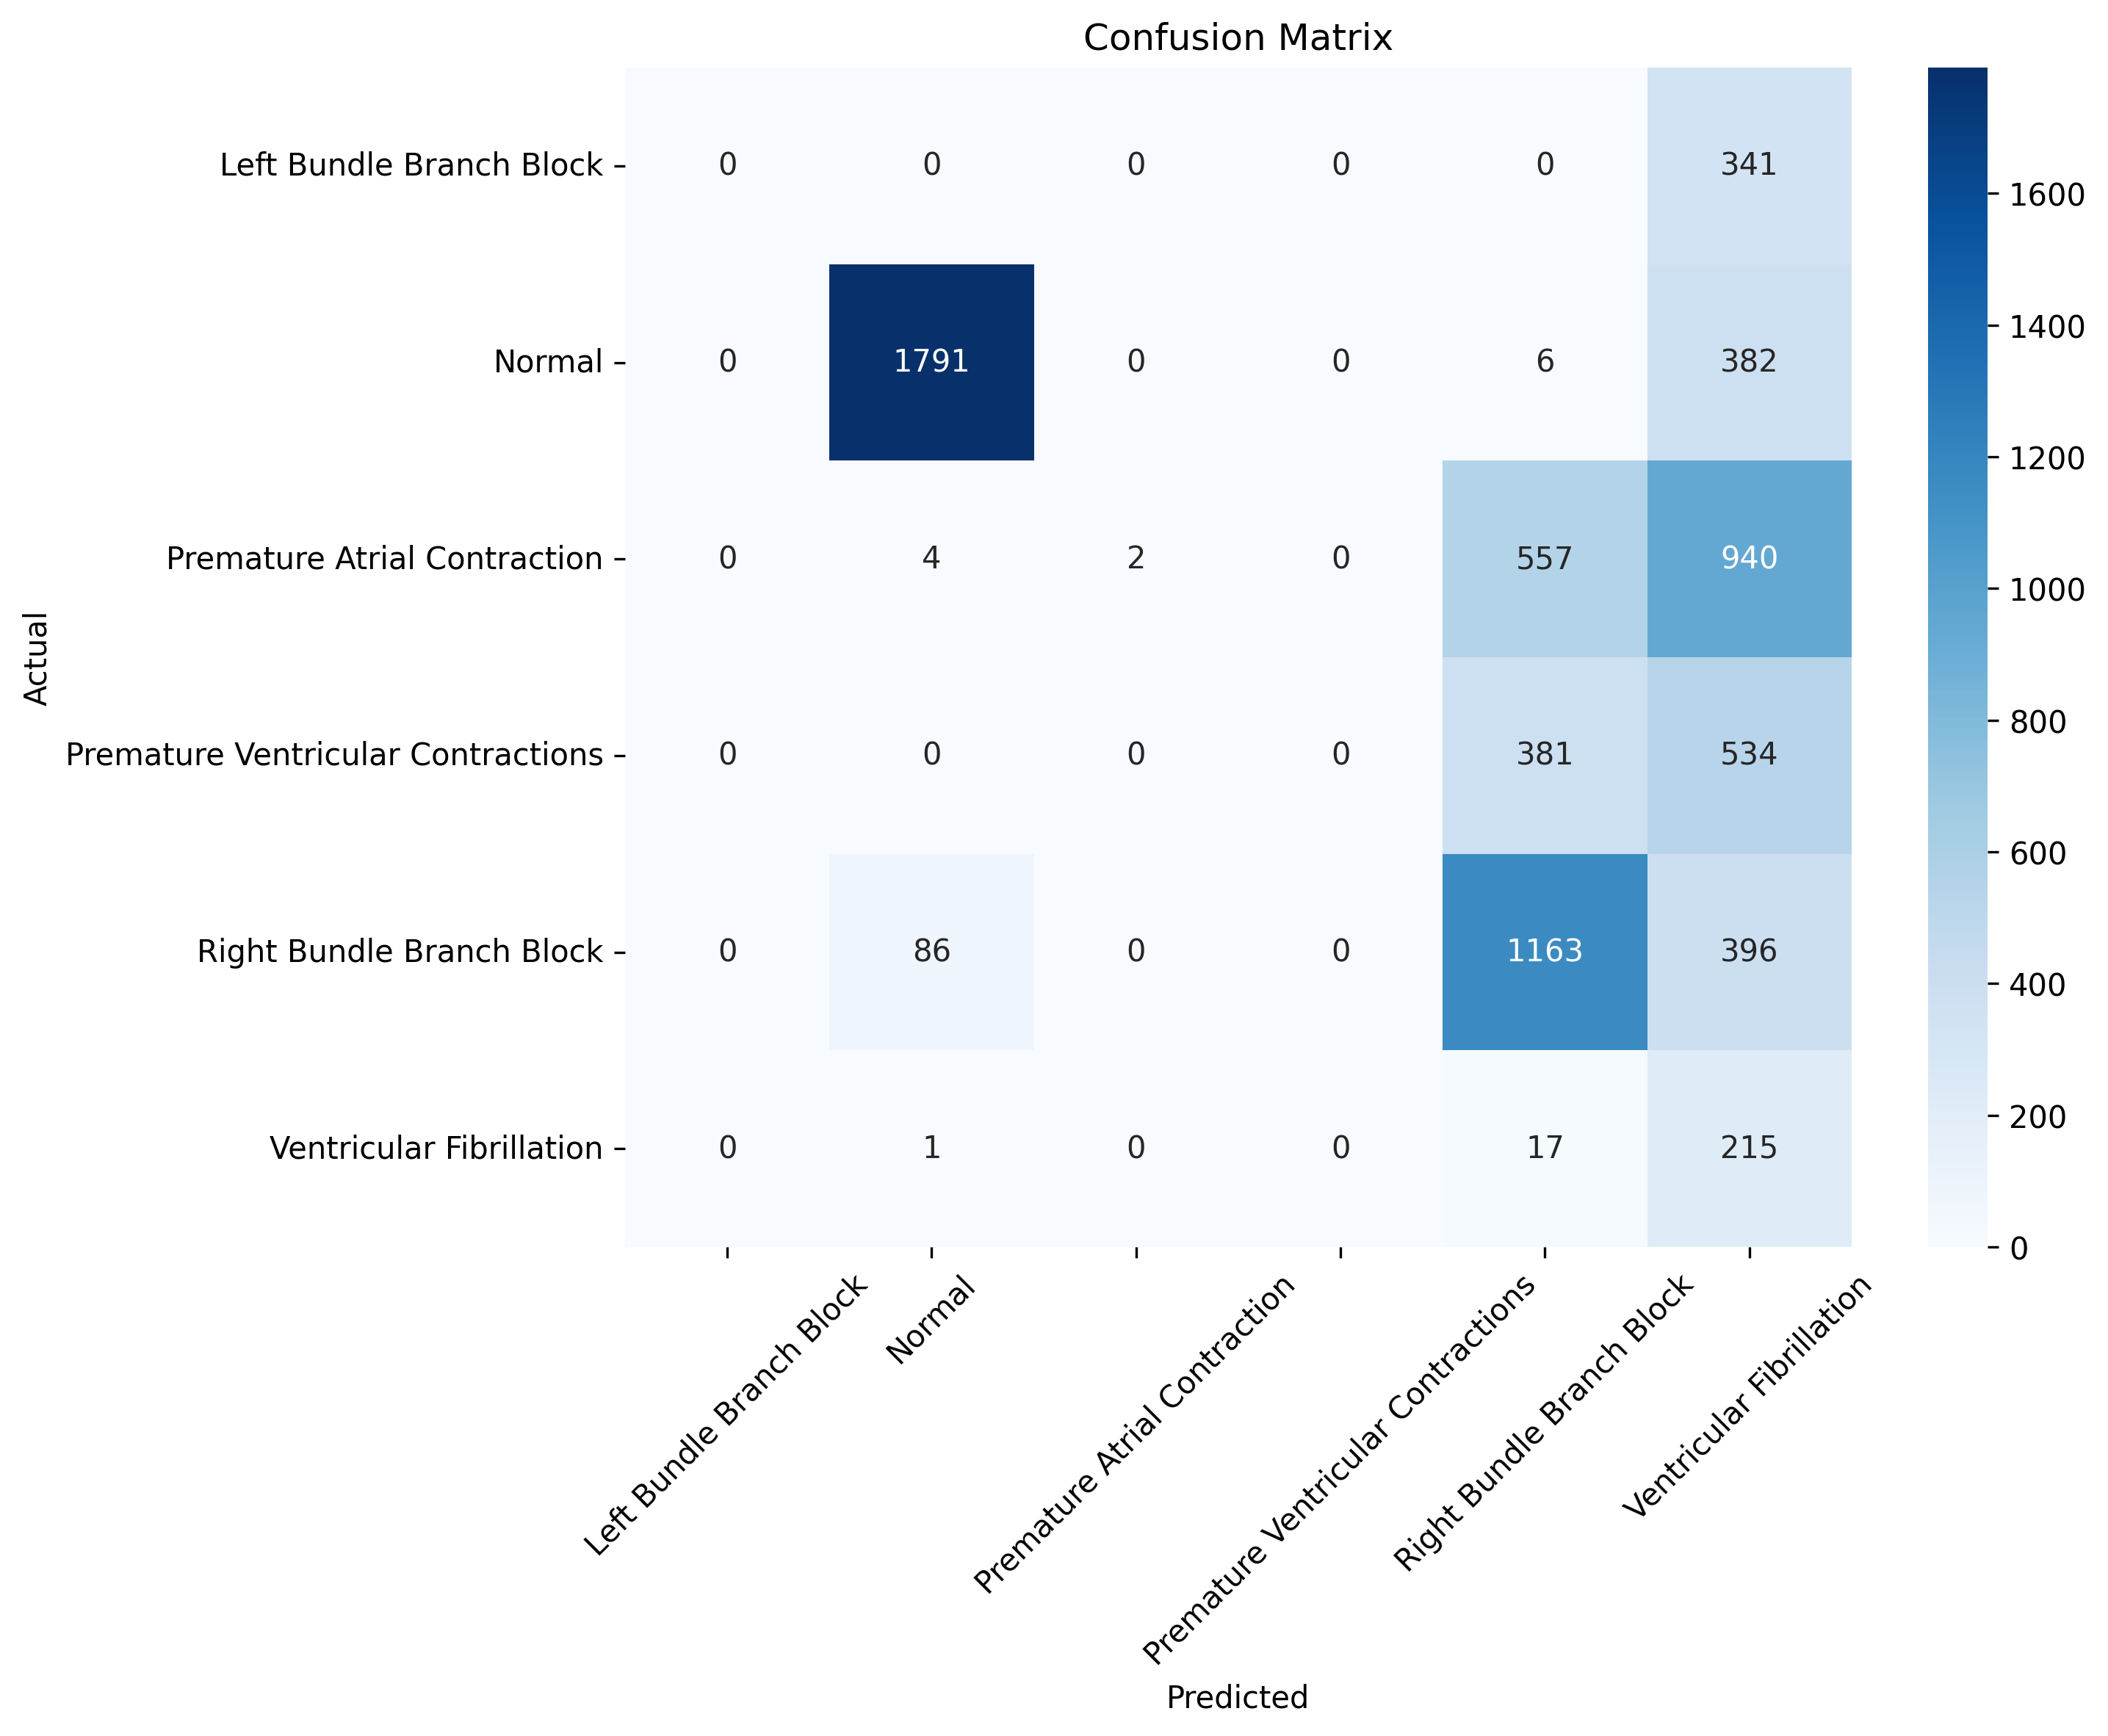 Confusion Matrix
Actual
Left Bundle Branch Block 0 0 0 0 0 341
Normal 0 1791 0 0 6 382
Premature Atrial Contraction 0 4 2 0 557 940
Premature Ventricular Contractions 0 0 0 0 381 534
Right Bundle Branch Block 0 86 0 0 1163 396
Ventricular Fibrillation 0 1 0 0 17 215
Left Bundle Branch Block
Normal
Premature Atrial Contraction
Premature Ventricular Contractions
Right Bundle Branch Block
Ventricular Fibrillation
Predicted
1600
1400
1200
1000
800
600
400
200
0